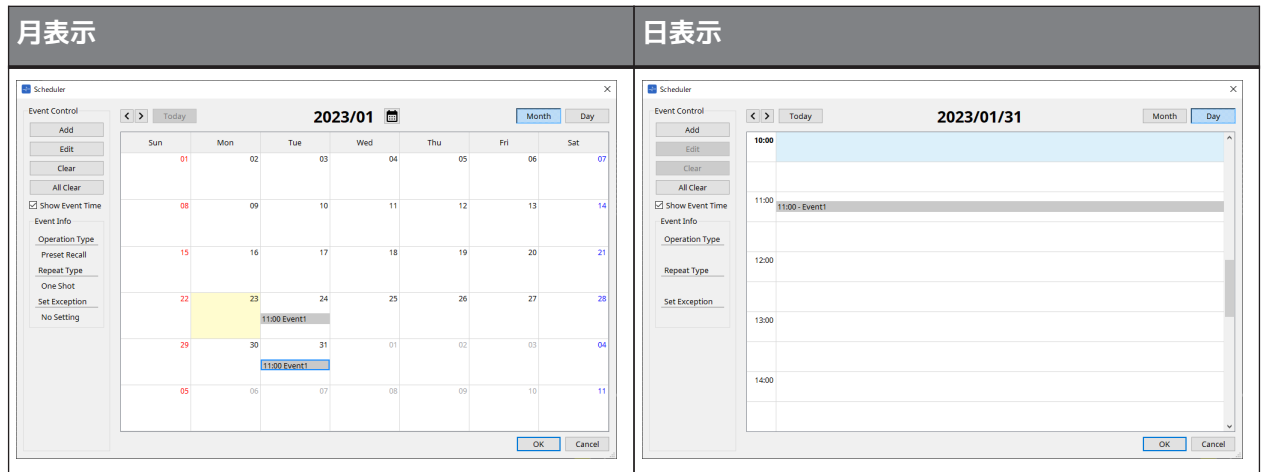 月表示
日表示
Scheduler
Event Control
Add
Edit
Clear
All Clear
Show Event Time
Event Info
Operation Type
Preset Recall
Repeat Type
One Shot
Set Exception
No Setting
< > Today 2023/01 Month Day
Sun Mon Tue Wed Thu Fri Sat
01 02 03 04 05 06 07
08 09 10 11 12 13 14
15 16 17 18 19 20 21
22 23 24 25 26 27 28
11:00 Event1
29 30 31 01 02 03 04
11:00 Event1
05 06 07 08 09 10 11
OK Cancel
Scheduler
Event Control
Add
Edit
Clear
All Clear
Show Event Time
Event Info
Operation Type
Repeat Type
Set Exception
< > Today 2023/01/31 Month Day
10:00
11:00
11:00 - Event1
12:00
13:00
14:00
OK Cancel